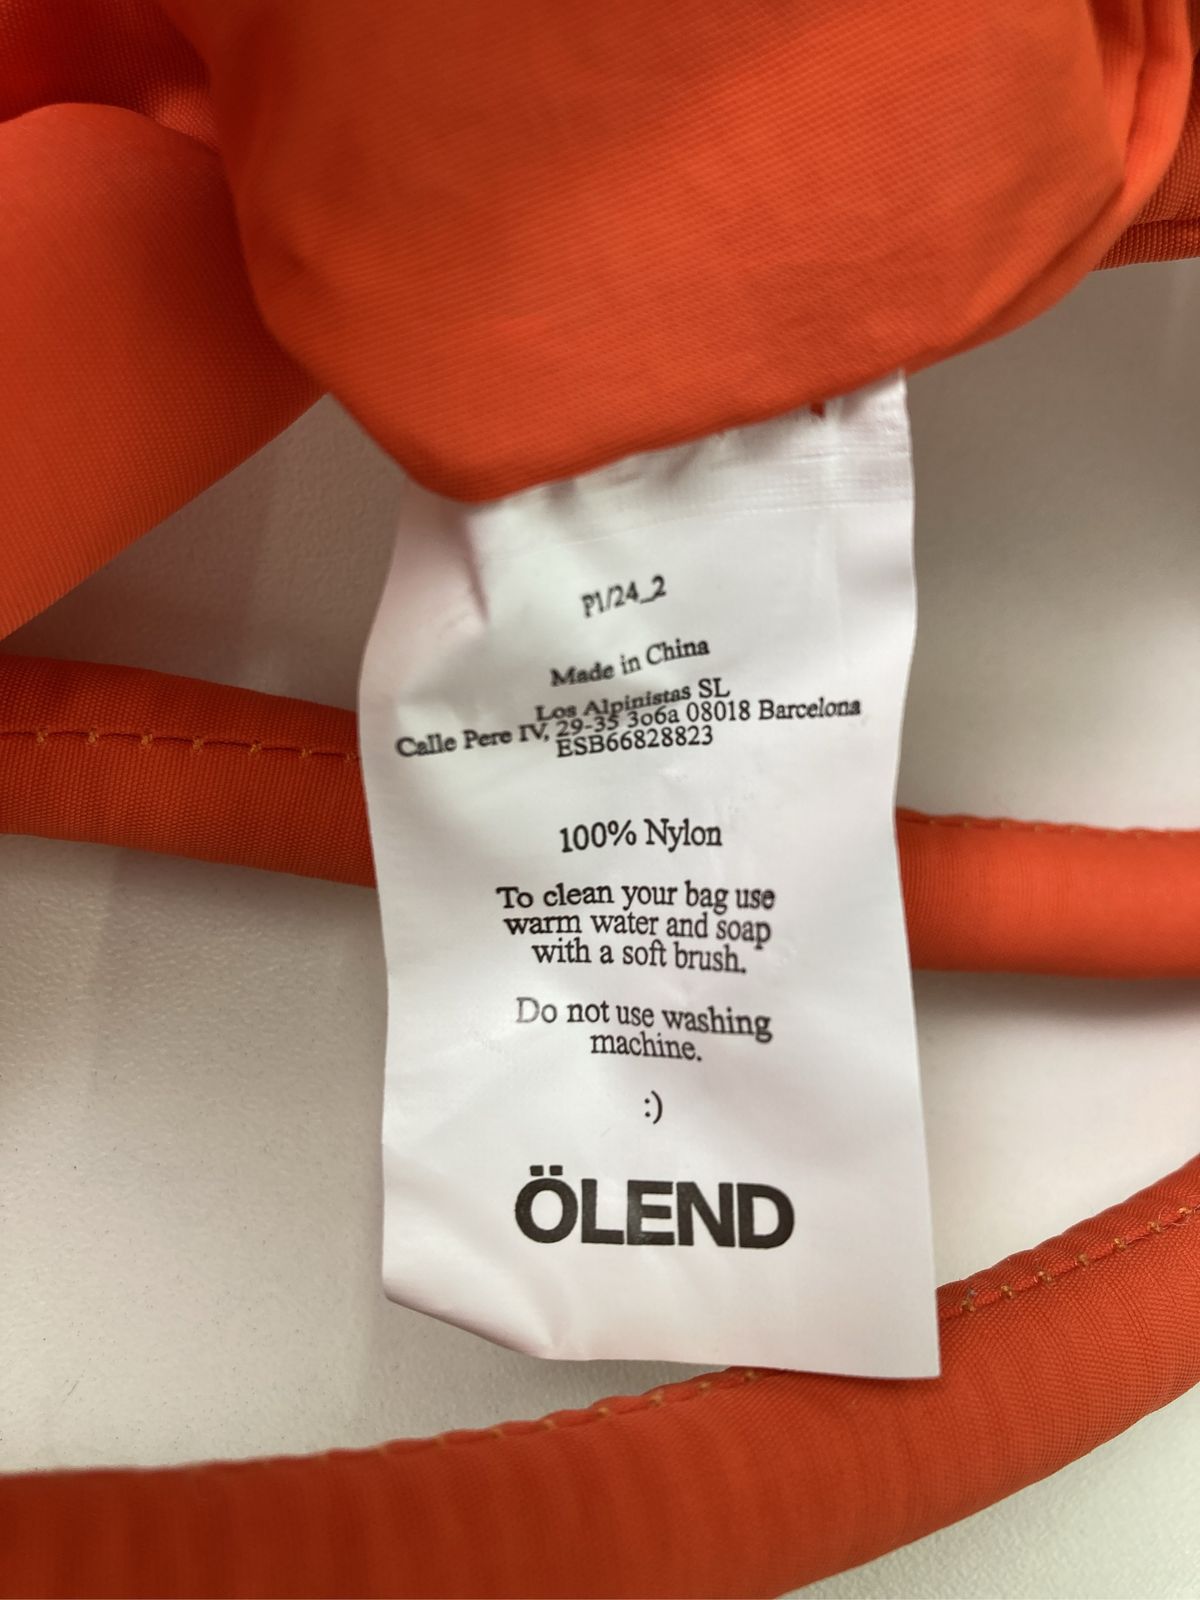 P1/24_2
Made in China
Los Alpinistas SL
Calle Pere IV, 29-35 3o6a 08018 Barcelona
ESB66828823
100% Nylon
To clean your bag use
warm water and soap
with a soft brush.
Do not use washing
machine.
:)
ÖLEND